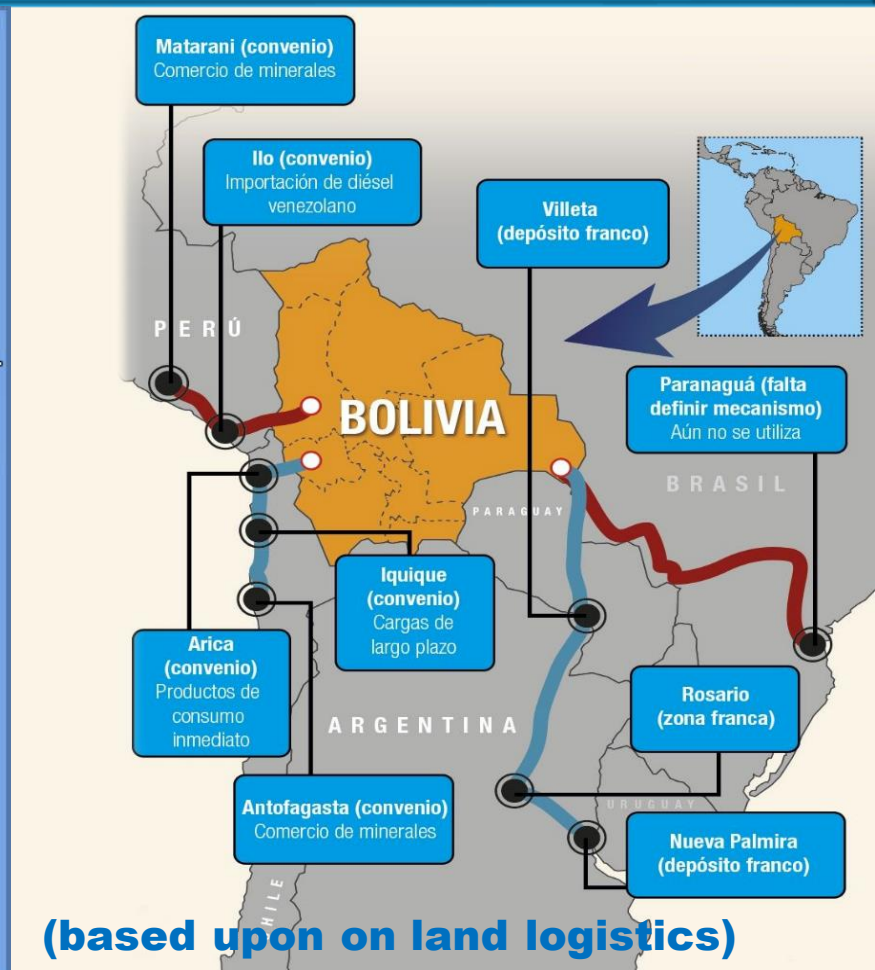 Matarani (convenio)
Comercio de minerales
Ilo (convenio)
Importación de diésel
venezolano
Villeta
(depósito franco)
PERÚ
BOLIVIA
Paranaguá (falta
definir mecanismo)
Aún no se utiliza
BRASIL
PARAGUAY
Iquique
(convenio)
Cargas de
largo plazo
Arica
(convenio)
Productos de
consumo
inmediato
ARGENTINA
Rosario
(zona franca)
Antofagasta (convenio)
Comercio de minerales
URUGUAY
Nueva Palmira
(depósito franco)
CHILE
(based upon on land logistics)